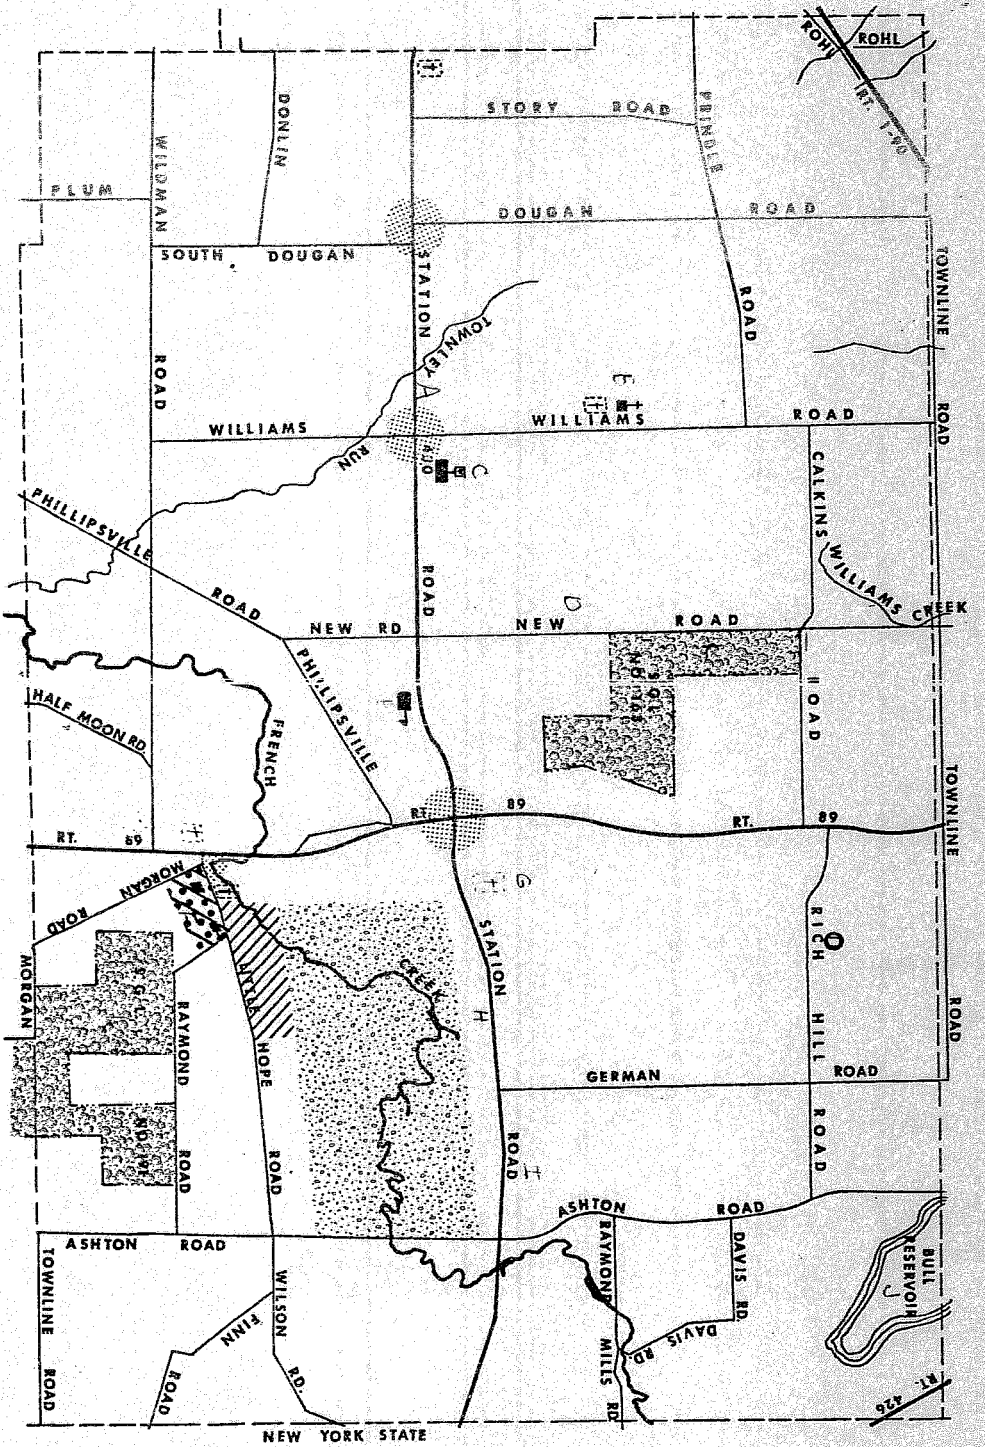 ROHL
ROHL
RT. I-90
DONLIN
STORY ROAD
PRINDLE
WILDMAN
PLUM
DOUGAN ROAD
SOUTH DOUGAN
STATION
TOWNLINE
TOWNLEY
ROAD
ROAD
A
E
WILLIAMS
WILLIAMS
ROAD
ROAD
RUN
430
C
CALKINS
PHILLIPSVILLE
ROAD
WILLIAMS
CREEK
ROAD
D
NEW RD
NEW ROAD
PHILLIPSVILLE
ROAD
HALF MOON RD.
FRENCH
TOWNLINE
RT. 89
RT. 89
RT. 89
MORGAN
ROAD
G
STATION
RICH HILL ROAD
MORGAN
RAYMOND
ROAD
HOPE
ROAD
CREEK
H
ROAD
GERMAN ROAD
ROAD
I
ASHTON ROAD
ASHTON ROAD
RAYMOND
MILLS
RD
DAVIS RD.
DAVIS
RD.
BULL
RESERVOIR
J
TOWNLINE ROAD
WILSON
RD.
FINN
ROAD
RT.
426
NEW YORK STATE